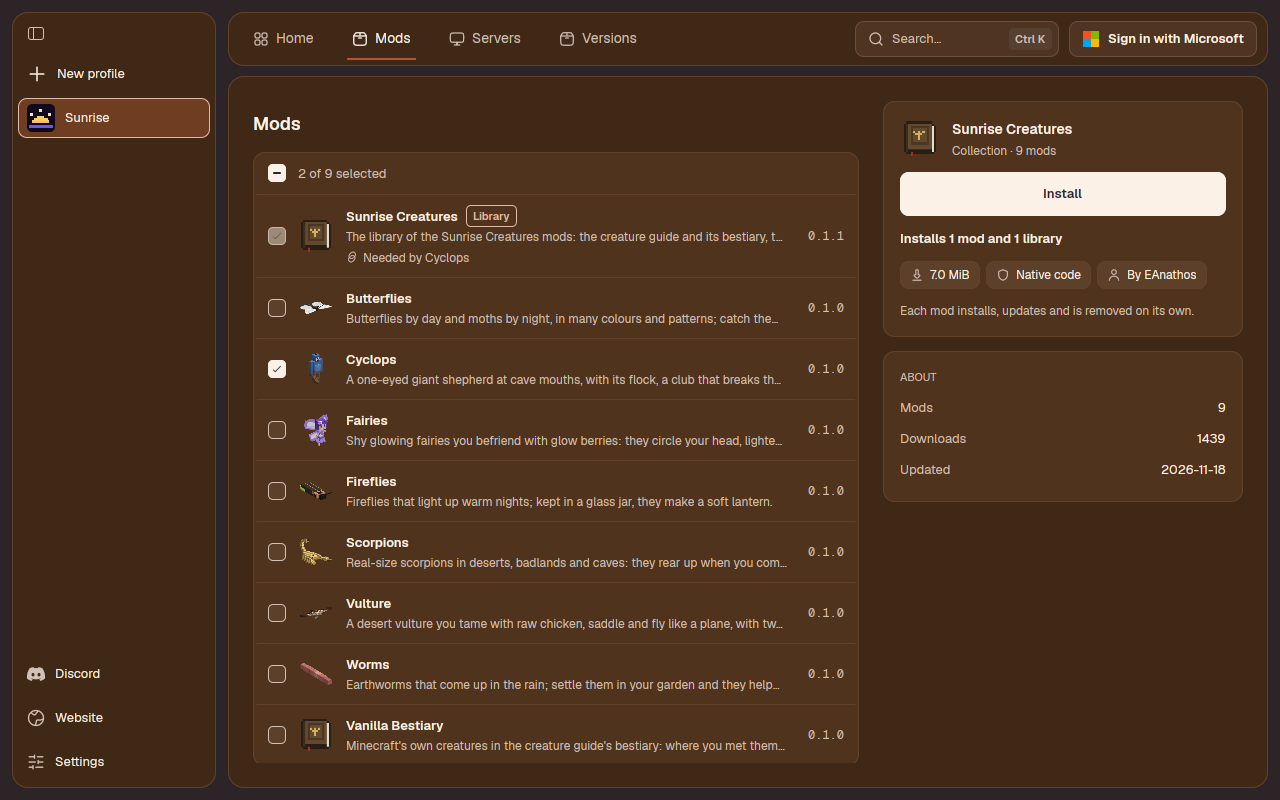 New profile
Sunrise
Discord
Website
Settings
Home
Mods
Servers
Versions
Search...
Ctrl K
Sign in with Microsoft
Mods
2 of 9 selected
Sunrise Creatures Library
The library of the Sunrise Creatures mods: the creature guide and its bestiary, t...
0.1.1
Needed by Cyclops
Butterflies
Butterflies by day and moths by night, in many colours and patterns; catch the...
0.1.0
Cyclops
A one-eyed giant shepherd at cave mouths, with its flock, a club that breaks th...
0.1.0
Fairies
Shy glowing fairies you befriend with glow berries: they circle your head, lighte...
0.1.0
Fireflies
Fireflies that light up warm nights; kept in a glass jar, they make a soft lantern.
0.1.0
Scorpions
Real-size scorpions in deserts, badlands and caves: they rear up when you com...
0.1.0
Vulture
A desert vulture you tame with raw chicken, saddle and fly like a plane, with tw...
0.1.0
Worms
Earthworms that come up in the rain; settle them in your garden and they help...
0.1.0
Vanilla Bestiary
Minecraft's own creatures in the creature guide's bestiary: where you met them...
0.1.0
Sunrise Creatures
Collection · 9 mods
Install
Installs 1 mod and 1 library
7.0 MiB
Native code
By EAnathos
Each mod installs, updates and is removed on its own.
ABOUT
Mods 9
Downloads 1439
Updated 2026-11-18